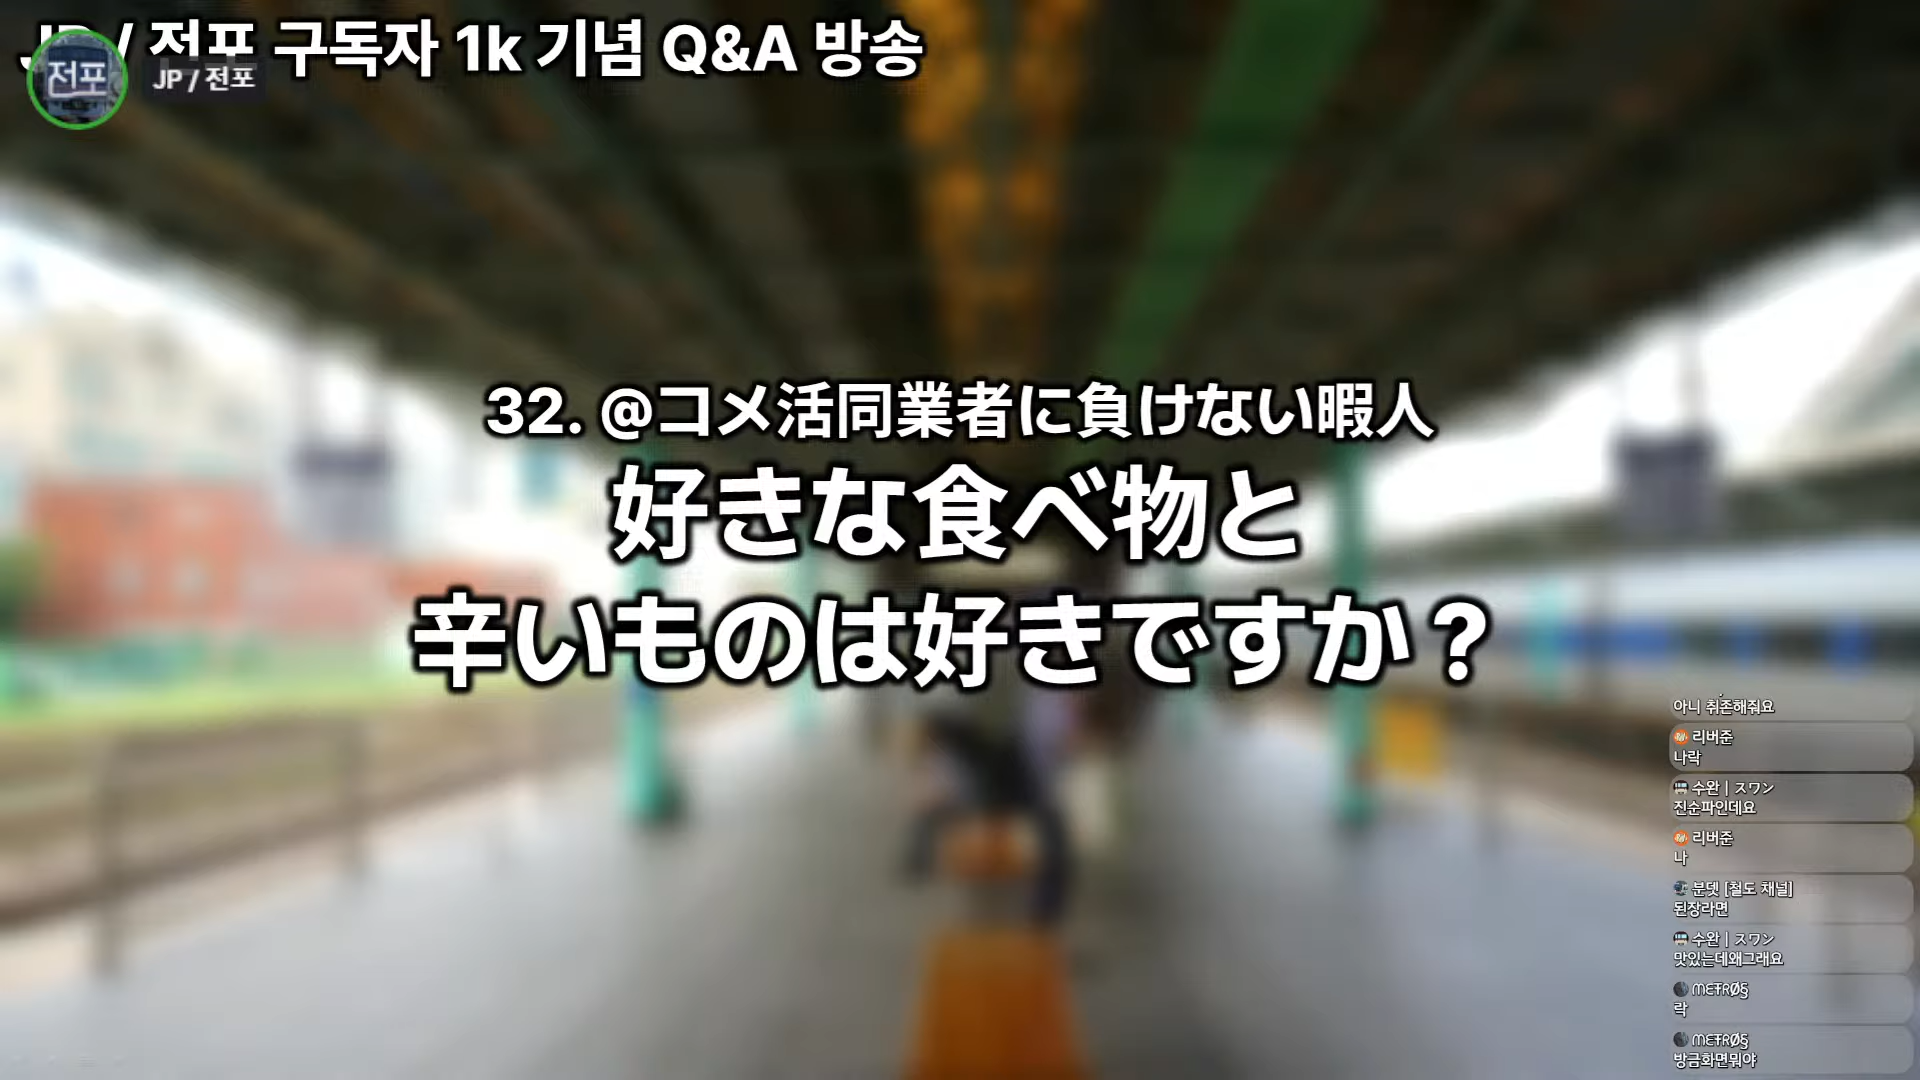 JP / 전포 구독자 1k 기념 Q&A 방송
전포
JP / 전포
32. @コメ活同業者に負けない暇人
好きな食べ物と
辛いものは好きですか？
아니 취존해줘요
리버준
나락
수완 | スワン
진순파인데요
리버준
나
분뎃 [철도 채널]
된장라면
수완 | スワン
맛있는데왜그래요
ᗰETRØ§
락
ᗰETRØ§
방금화면뭐야